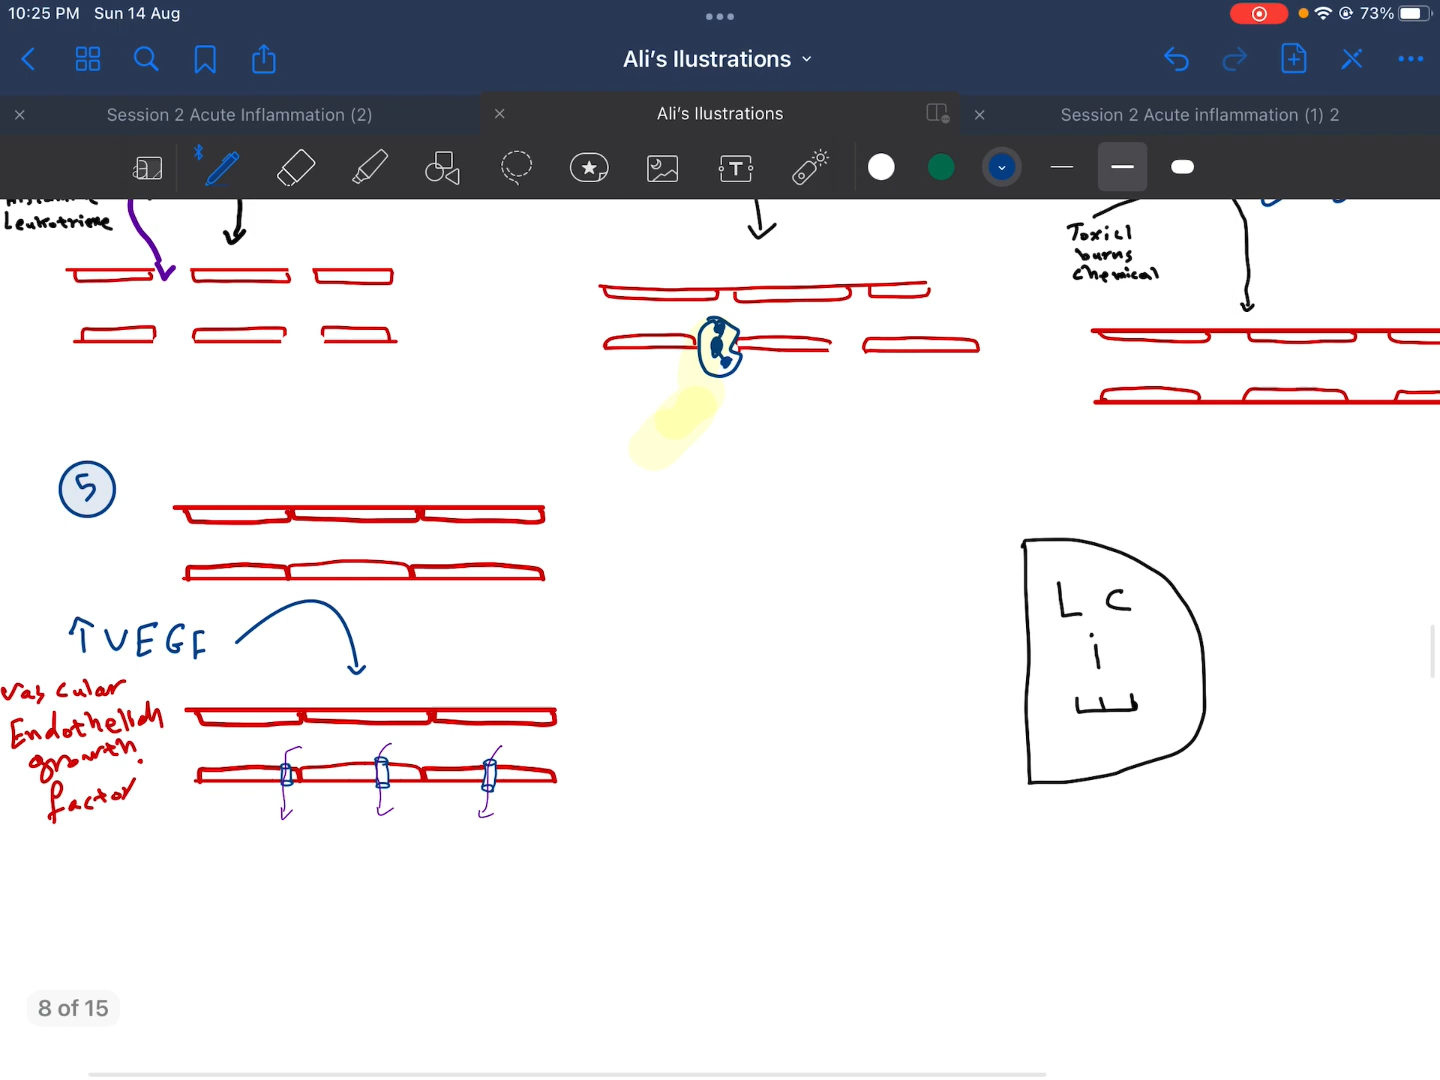 10:25 PM Sun 14 Aug
73%
Ali's Ilustrations
Session 2 Acute Inflammation (2)
Ali's Ilustrations
Session 2 Acute inflammation (1) 2
Leukotriene
Toxicl
burns
chemical
5
↑VEGF
Vascular
Endothelial
growth
factor
L C
i
E
8 of 15